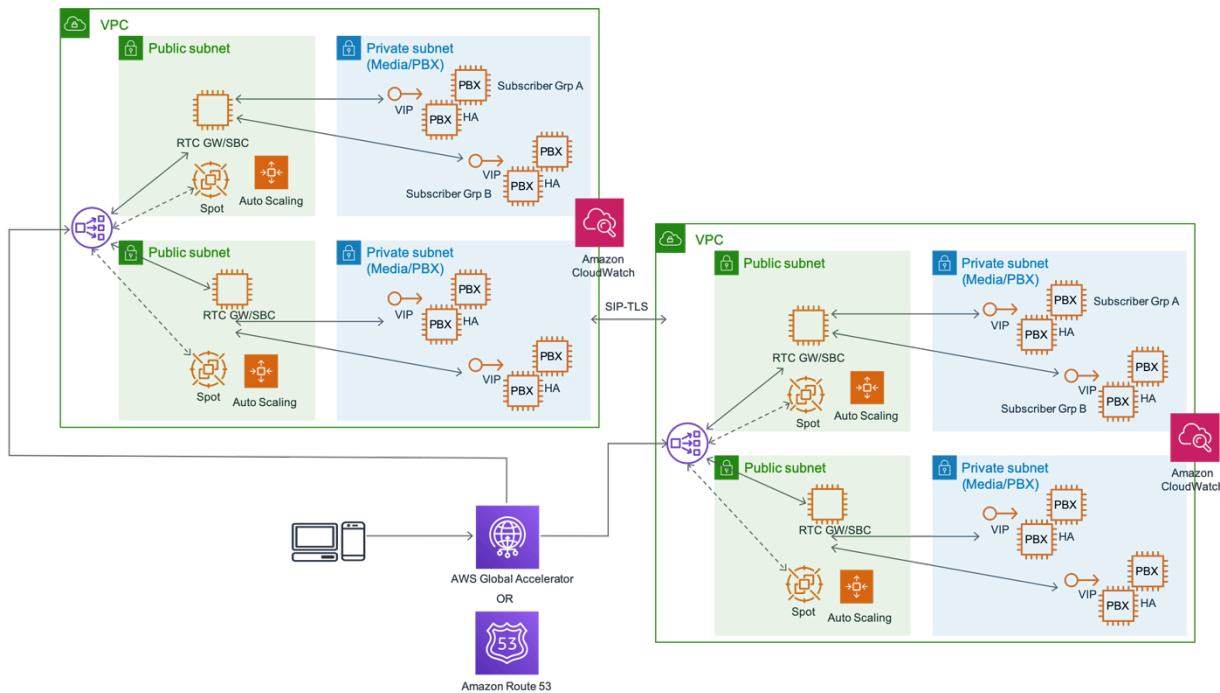 VPC
Public subnet
Private subnet
(Media/PBX)
PBX
Subscriber Grp A
VIP
PBX
HA
RTC GW/SBC
PBX
VIP
PBX
HA
Subscriber Grp B
Spot
Auto Scaling
Amazon
CloudWatch
Public subnet
Private subnet
(Media/PBX)
PBX
VIP
PBX
HA
RTC GW/SBC
PBX
VIP
PBX
HA
Spot
Auto Scaling
SIP-TLS
VPC
Public subnet
Private subnet
(Media/PBX)
PBX
Subscriber Grp A
VIP
PBX
HA
RTC GW/SBC
PBX
VIP
PBX
HA
Subscriber Grp B
Spot
Auto Scaling
Amazon
CloudWatch
Public subnet
Private subnet
(Media/PBX)
PBX
VIP
PBX
HA
RTC GW/SBC
PBX
VIP
PBX
HA
Spot
Auto Scaling
AWS Global Accelerator
OR
53
Amazon Route 53